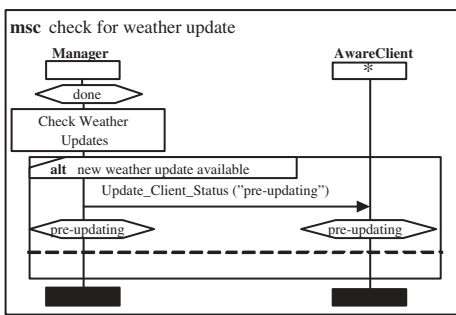 msc check for weather update
Manager
AwareClient
*
done
Check Weather
Updates
alt new weather update available
Update_Client_Status ("pre-updating")
pre-updating
pre-updating